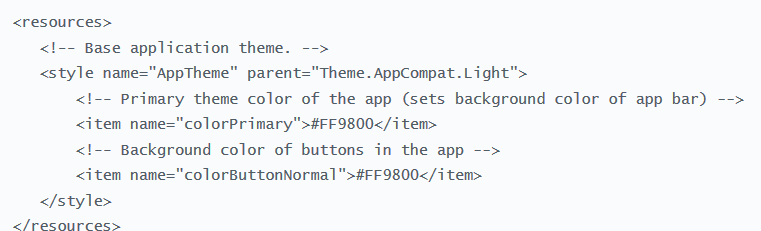 <resources>
<!-- Base application theme. -->
<style name="AppTheme" parent="Theme.AppCompat.Light">
<!-- Primary theme color of the app (sets background color of app bar) -->
<item name="colorPrimary">#FF9800</item>
<!-- Background color of buttons in the app -->
<item name="colorButtonNormal">#FF9800</item>
</style>
</resources>